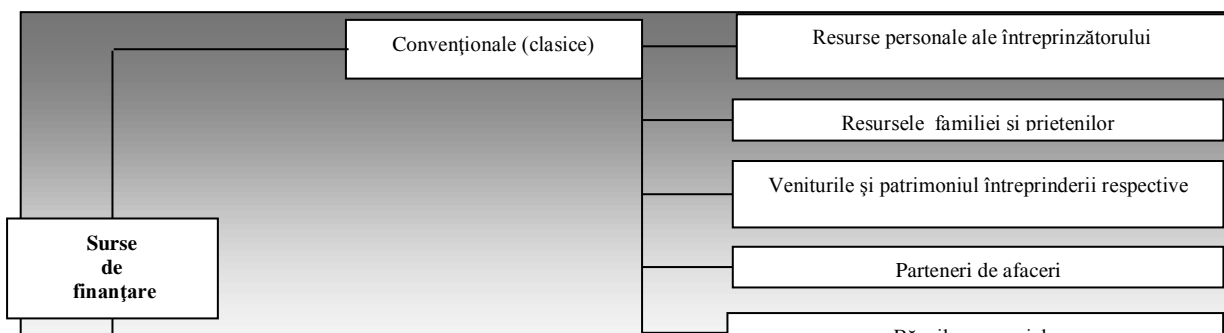 Convenţionale (clasice)
Resurse personale ale întreprinzătorului
Resursele familiei si prietenilor
Veniturile şi patrimoniul întreprinderii respective
Surse
de
finanţare
Parteneri de afaceri